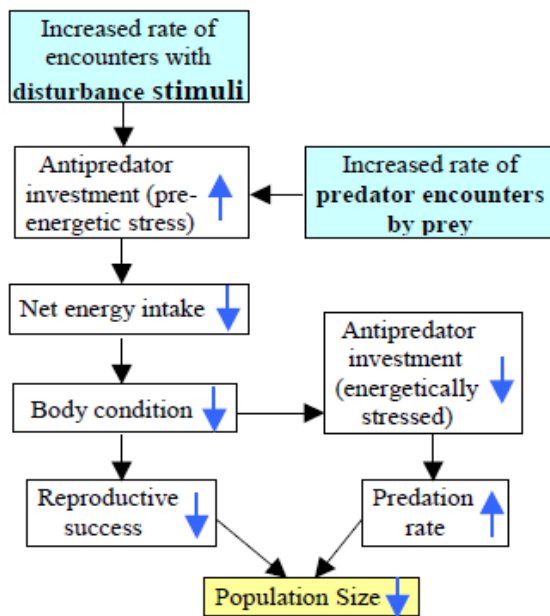 Increased rate of
encounters with
disturbance stimuli
Antipredator
investment (pre-
energetic stress)
Increased rate of
predator encounters
by prey
Net energy intake
Antipredator
investment
(energetically
stressed)
Body condition
Reproductive
success
Predation
rate
Population Size